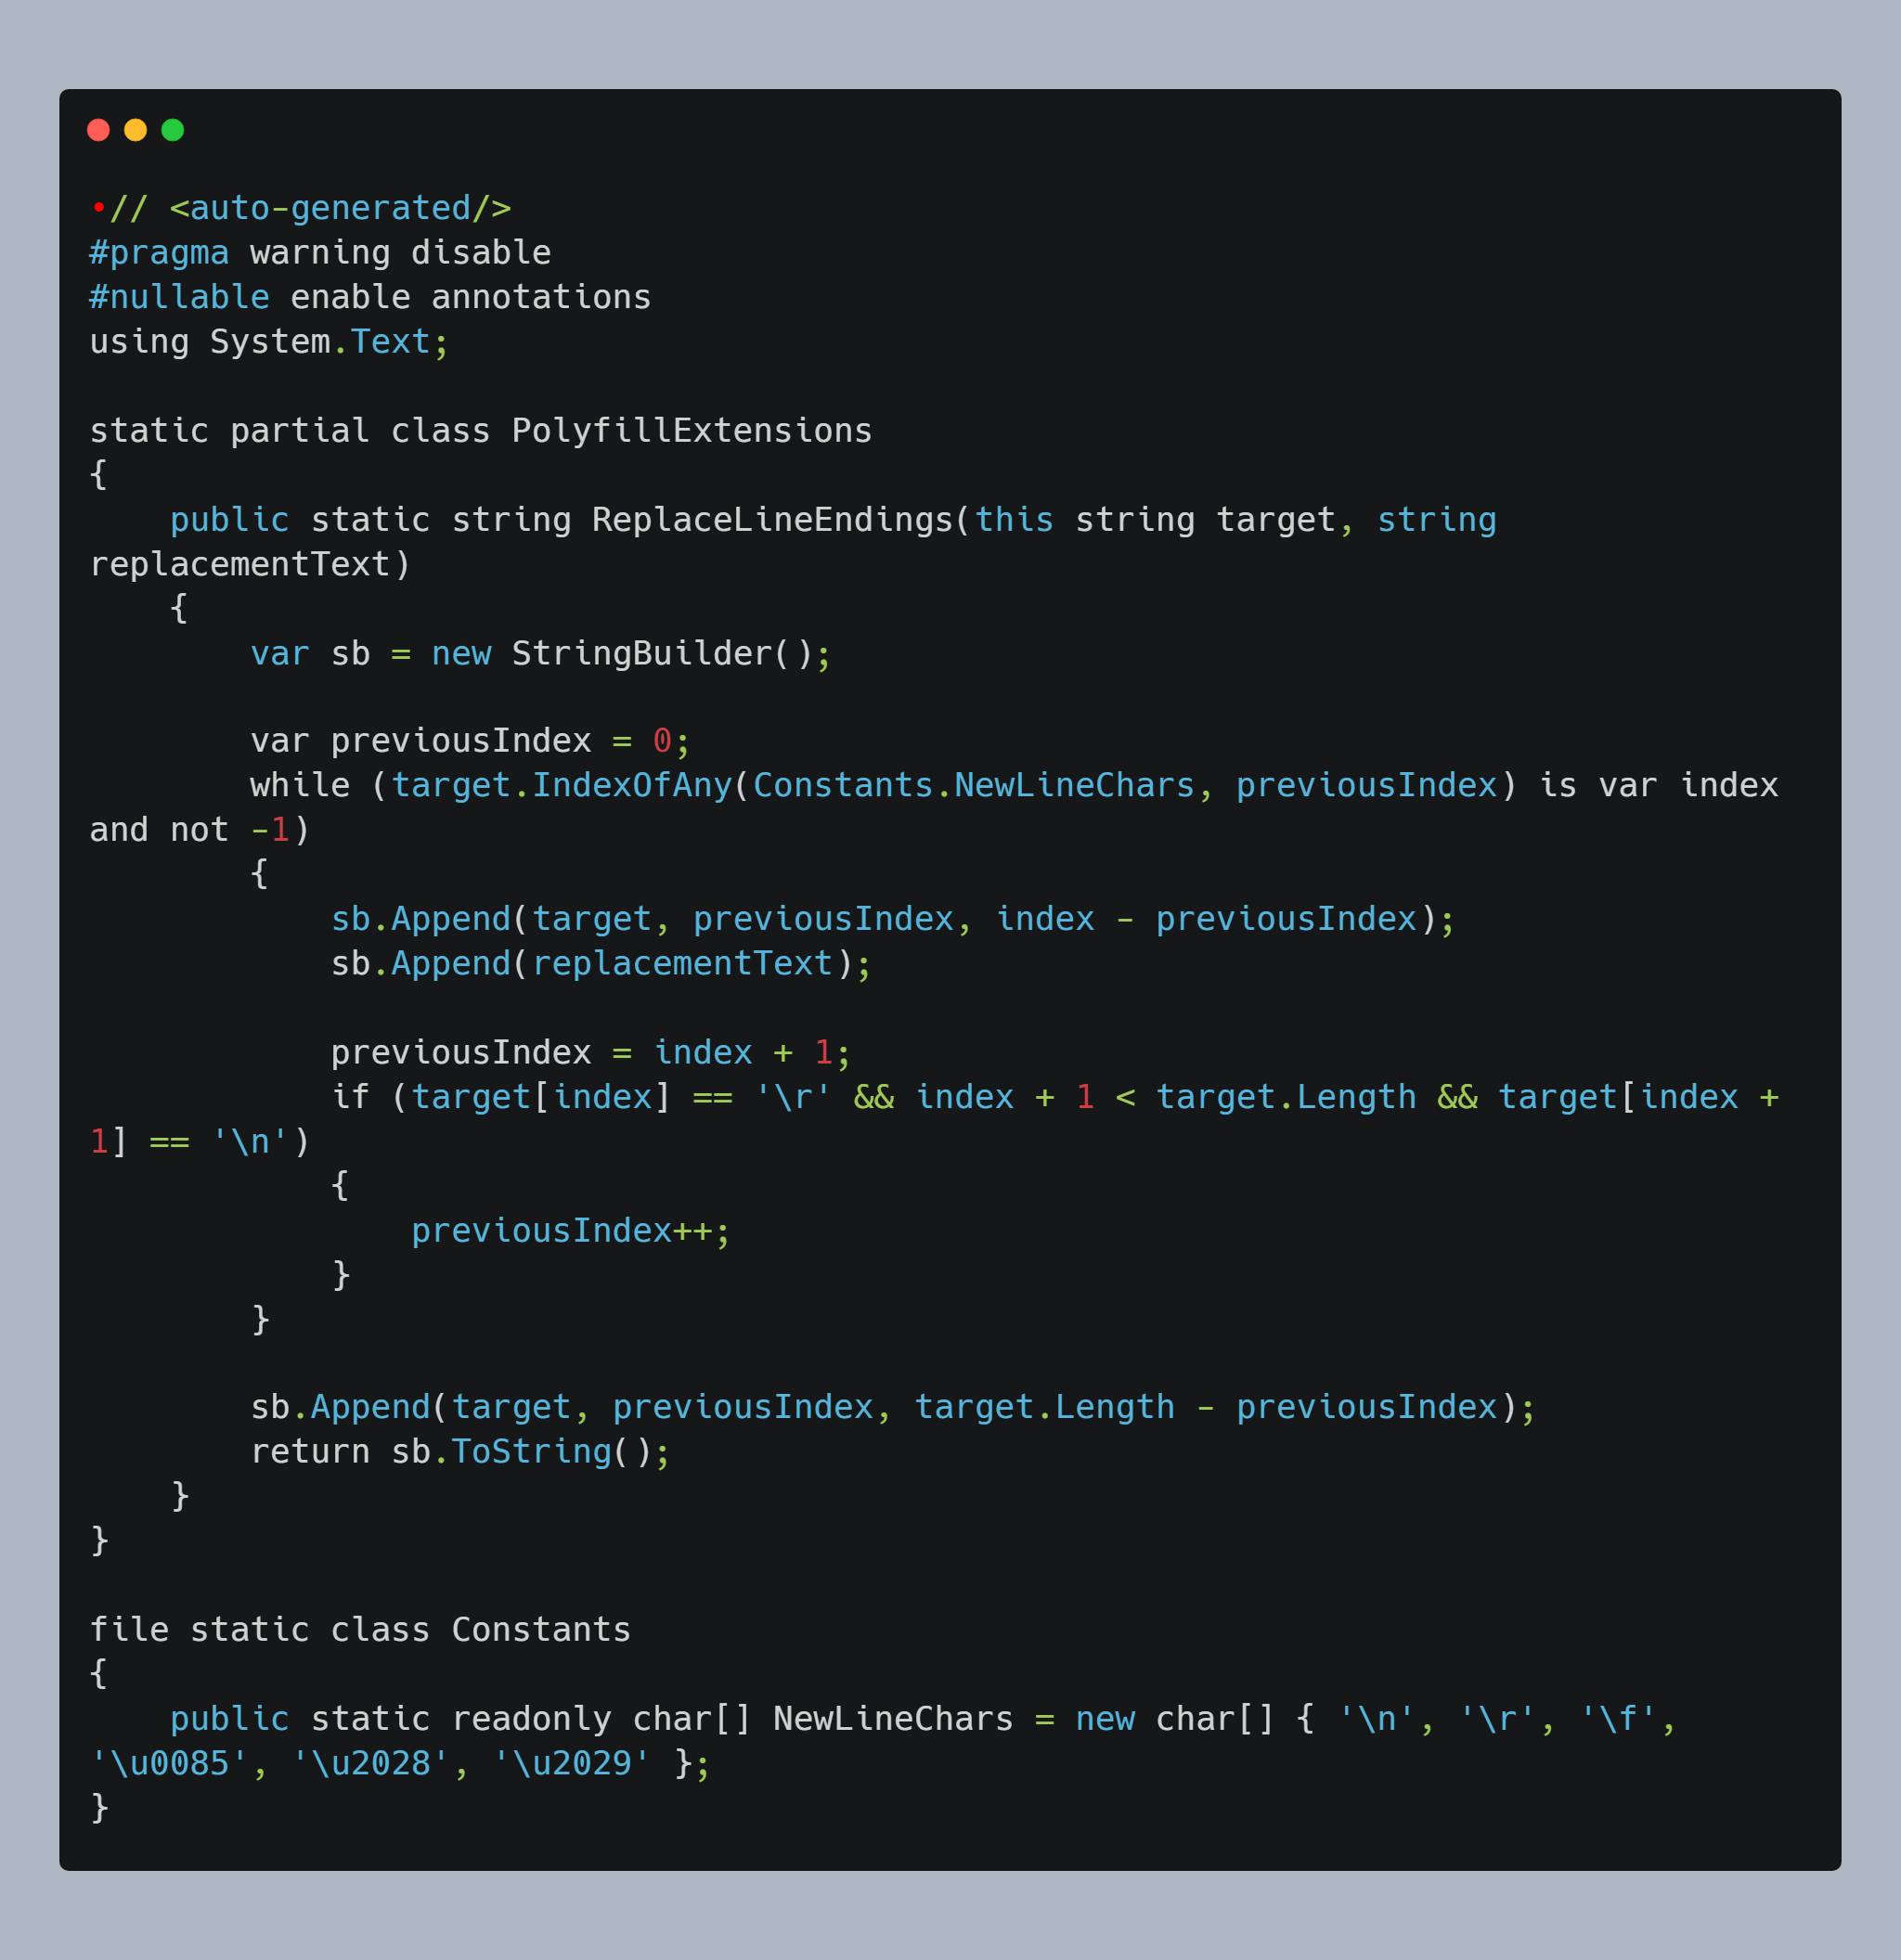 •// <auto-generated/>
#pragma warning disable
#nullable enable annotations
using System.Text;

static partial class PolyfillExtensions
{
    public static string ReplaceLineEndings(this string target, string
replacementText)
    {
        var sb = new StringBuilder();

        var previousIndex = 0;
        while (target.IndexOfAny(Constants.NewLineChars, previousIndex) is var index
and not -1)
        {
            sb.Append(target, previousIndex, index - previousIndex);
            sb.Append(replacementText);

            previousIndex = index + 1;
            if (target[index] == '\r' && index + 1 < target.Length && target[index +
1] == '\n')
            {
                previousIndex++;
            }
        }

        sb.Append(target, previousIndex, target.Length - previousIndex);
        return sb.ToString();
    }
}

file static class Constants
{
    public static readonly char[] NewLineChars = new char[] { '\n', '\r', '\f',
'\u0085', '\u2028', '\u2029' };
}